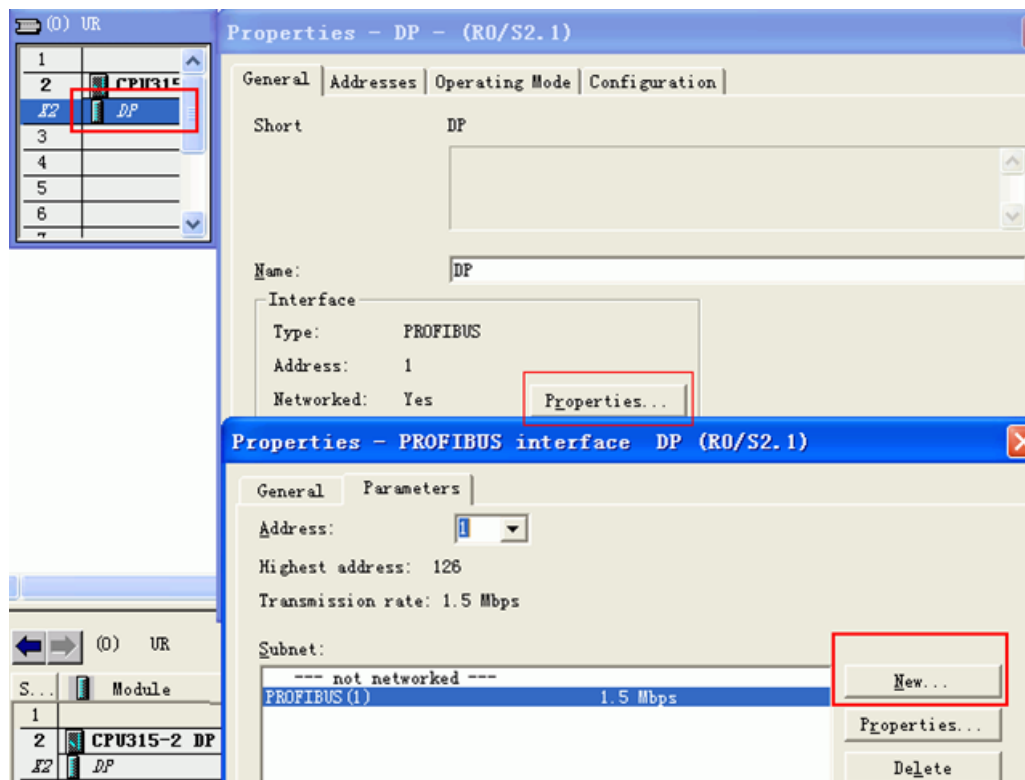 (0) UR
1
2 CPU315
X2 DP
3
4
5
6
7
Properties - DP - (R0/S2.1)
General Addresses Operating Mode Configuration
Short DP
Name: DP
Interface
Type: PROFIBUS
Address: 1
Networked: Yes Properties...
Properties - PROFIBUS interface DP (R0/S2.1)
General Parameters
Address: 1
Highest address: 126
Transmission rate: 1.5 Mbps
Subnet:
--- not networked ---
PROFIBUS(1) 1.5 Mbps
New...
Properties...
Delete
(0) UR
S... Module
1
2 CPU315-2 DP
X2 DP